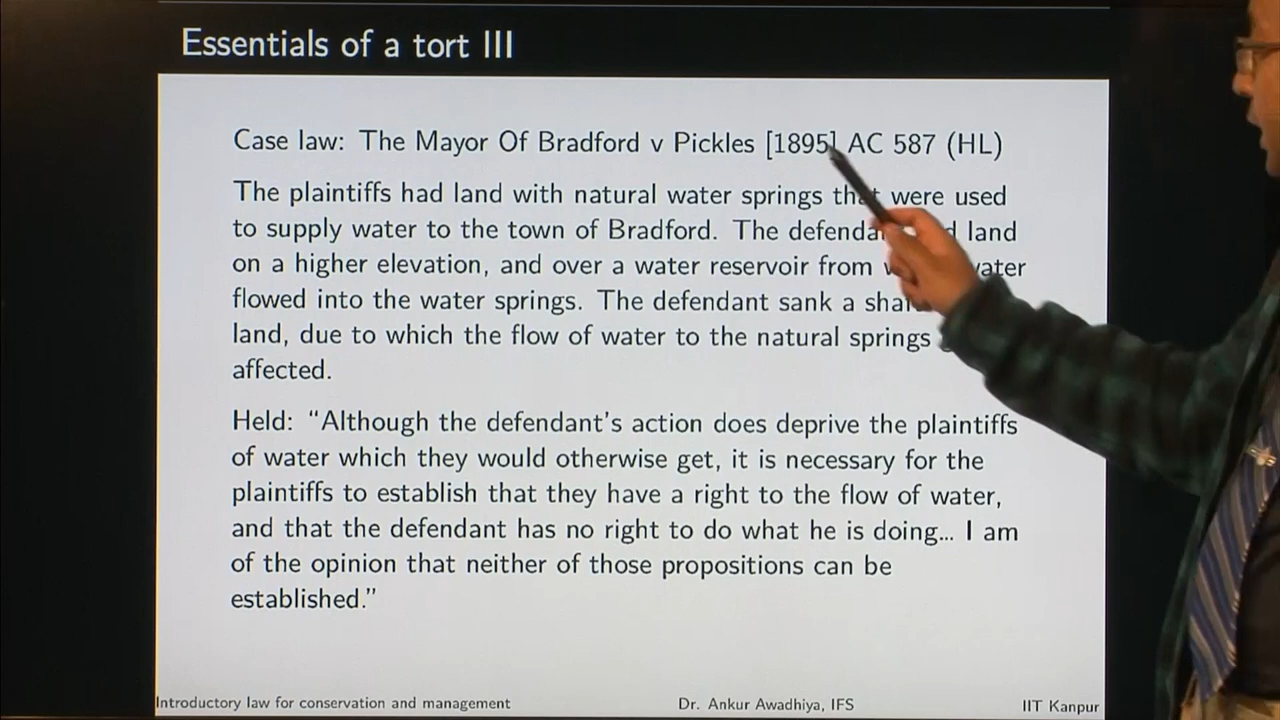 Essentials of a tort III
Case law: The Mayor Of Bradford v Pickles [1895] AC 587 (HL)
The plaintiffs had land with natural water springs that were used
to supply water to the town of Bradford. The defenda land
on a higher elevation, and over a water reservoir from water
flowed into the water springs. The defendant sank a
land, due to which the flow of water to the natural springs
affected.
Held: “Although the defendant's action does deprive the plaintiffs
of water which they would otherwise get, it is necessary for the
plaintiffs to establish that they have a right to the flow of water,
and that the defendant has no right to do what he is doing... I am
of the opinion that neither of those propositions can be
established.”
Introductory law for conservation and management
Dr. Ankur Awadhiya, IFS
IIT Kanpur